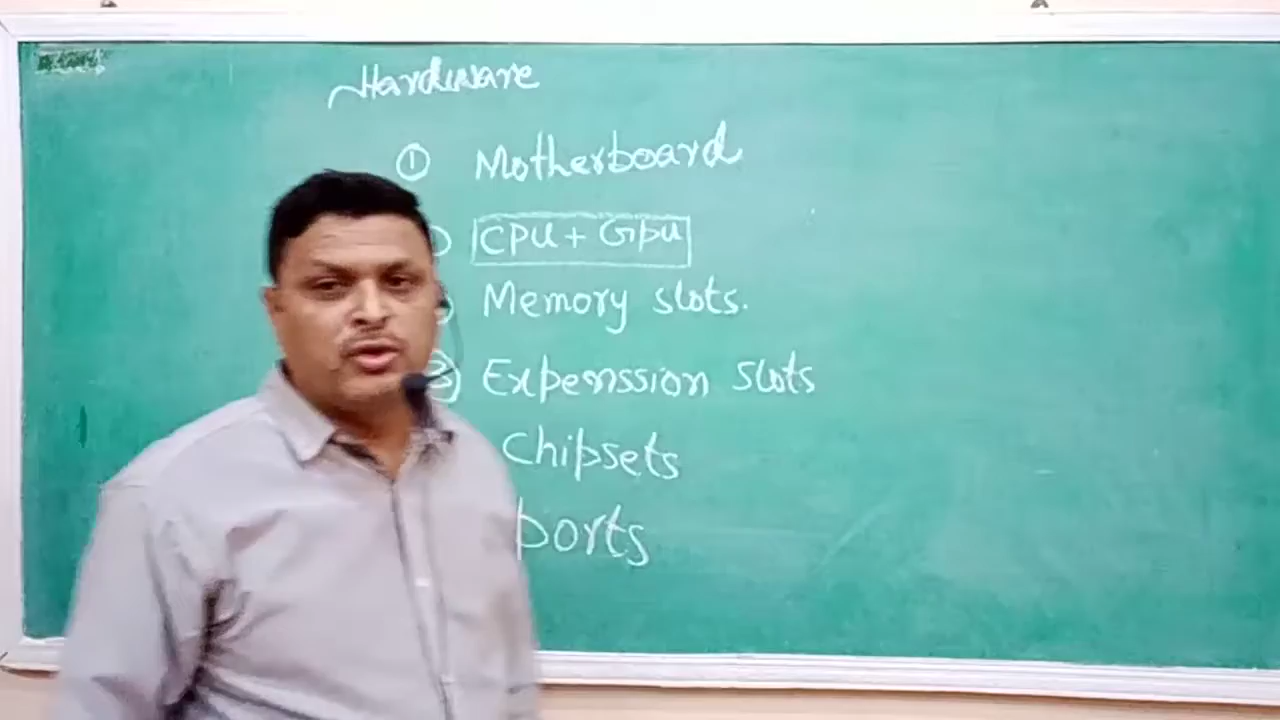 Hardware
① Motherboard
CPU + GPU
Memory slots.
Expenssion slots
Chipsets
ports